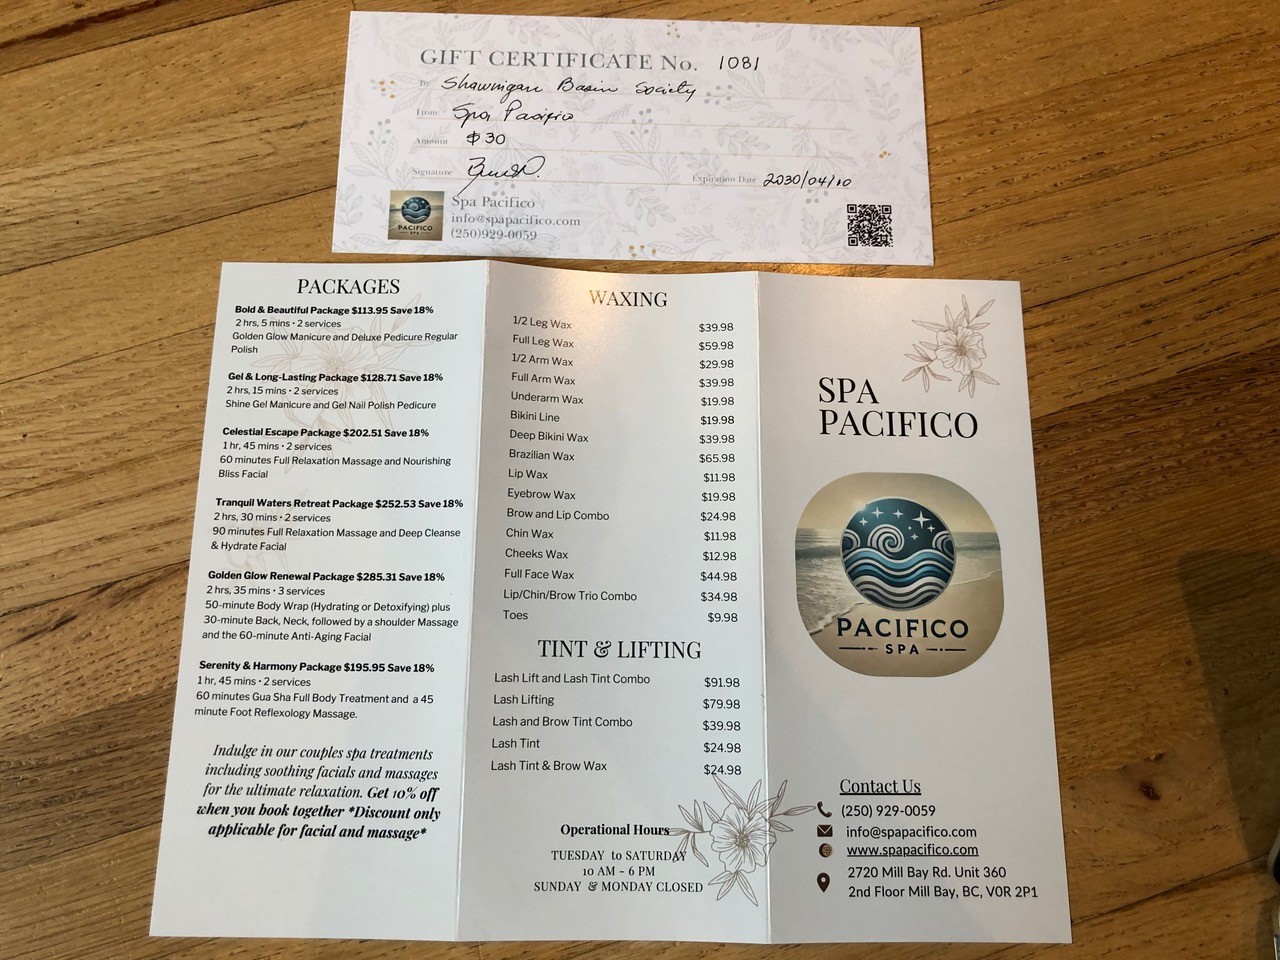 GIFT CERTIFICATE No. 1081
To: Shawnigan Basin Society
From: Spa Pacifico
Amount $30
Signature
Expiration Date 2030/04/10
PACIFICO
SPA
Spa Pacifico
info@spapacifico.com
(250)929-0059
PACKAGES
Bold & Beautiful Package $113.95 Save 18%
2 hrs, 5 mins • 2 services
Golden Glow Manicure and Deluxe Pedicure Regular
Polish
Gel & Long-Lasting Package $128.71 Save 18%
2 hrs, 15 mins • 2 services
Shine Gel Manicure and Gel Nail Polish Pedicure
Celestial Escape Package $202.51 Save 18%
1 hr, 45 mins • 2 services
60 minutes Full Relaxation Massage and Nourishing
Bliss Facial
Tranquil Waters Retreat Package $252.53 Save 18%
2 hrs, 30 mins • 2 services
90 minutes Full Relaxation Massage and Deep Cleanse
& Hydrate Facial
Golden Glow Renewal Package $285.31 Save 18%
2 hrs, 35 mins • 3 services
50-minute Body Wrap (Hydrating or Detoxifying) plus
30-minute Back, Neck, followed by a shoulder Massage
and the 60-minute Anti-Aging Facial
Serenity & Harmony Package $195.95 Save 18%
1 hr, 45 mins • 2 services
60 minutes Gua Sha Full Body Treatment and a 45
minute Foot Reflexology Massage.
Indulge in our couples spa treatments
including soothing facials and massages
for the ultimate relaxation. Get 10% off
when you book together *Discount only
applicable for facial and massage*
WAXING
1/2 Leg Wax $39.98
Full Leg Wax $59.98
1/2 Arm Wax $29.98
Full Arm Wax $39.98
Underarm Wax $19.98
Bikini Line $19.98
Deep Bikini Wax $39.98
Brazilian Wax $65.98
Lip Wax $11.98
Eyebrow Wax $19.98
Brow and Lip Combo $24.98
Chin Wax $11.98
Cheeks Wax $12.98
Full Face Wax $44.98
Lip/Chin/Brow Trio Combo $34.98
Toes $9.98
TINT & LIFTING
Lash Lift and Lash Tint Combo $91.98
Lash Lifting $79.98
Lash and Brow Tint Combo $39.98
Lash Tint $24.98
Lash Tint & Brow Wax $24.98
Operational Hours
TUESDAY to SATURDAY
10 AM - 6 PM
SUNDAY & MONDAY CLOSED
SPA
PACIFICO
PACIFICO
SPA
Contact Us
(250) 929-0059
info@spapacifico.com
www.spapacifico.com
2720 Mill Bay Rd. Unit 360
2nd Floor Mill Bay, BC, V0R 2P1